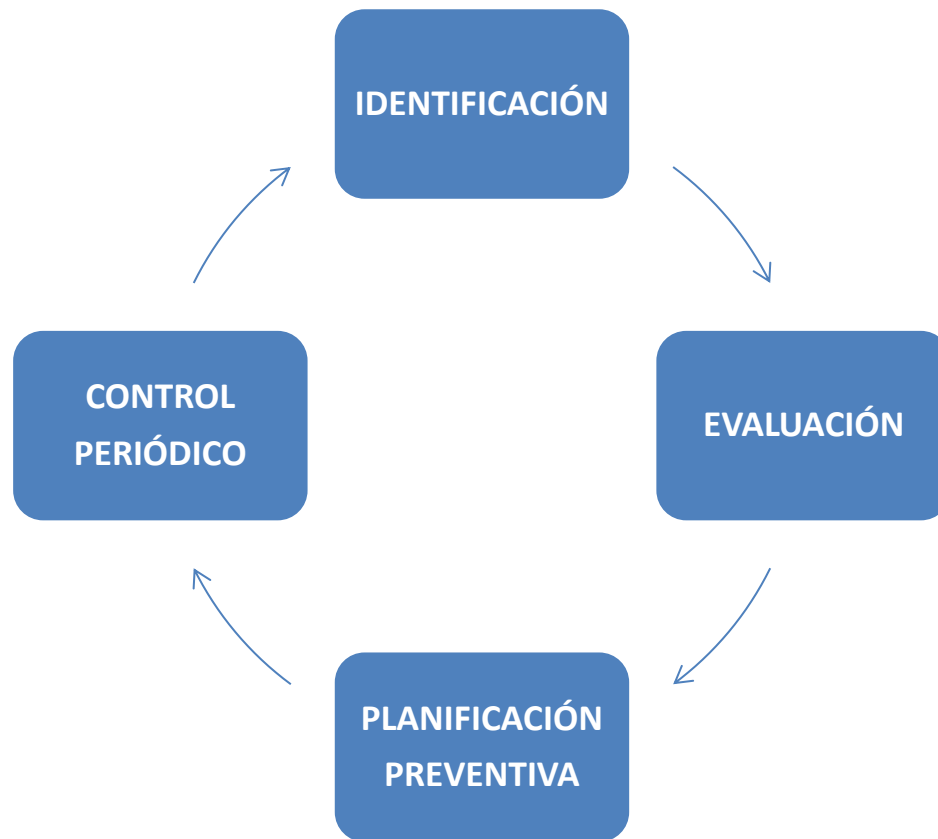 IDENTIFICACIÓN
EVALUACIÓN
PLANIFICACIÓN
PREVENTIVA
CONTROL
PERIÓDICO